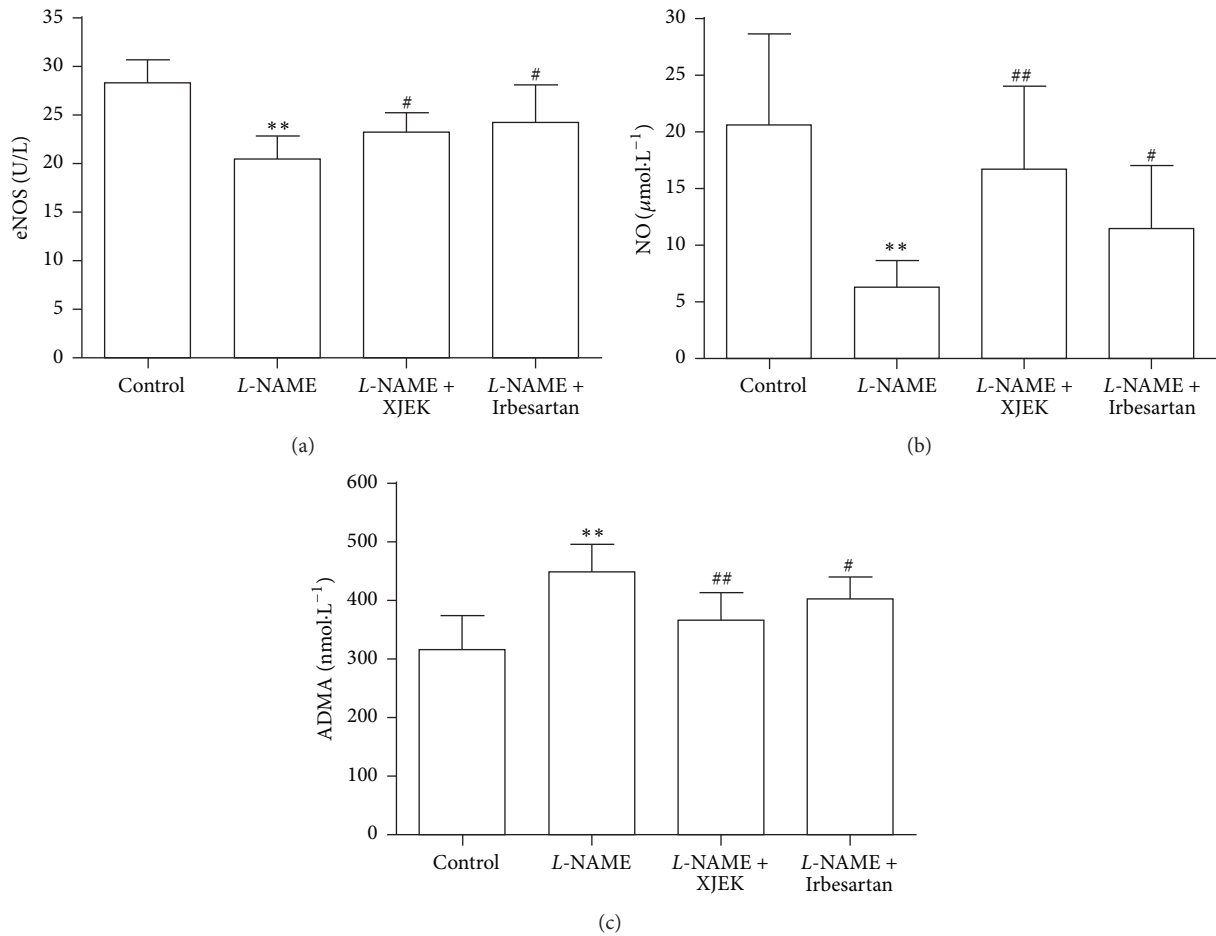 35
30
25
20
15
10
5
0
eNOS (U/L)
**
#
#
Control
L-NAME
L-NAME +
XJEK
L-NAME +
Irbesartan
(a)
30
25
20
15
10
5
0
NO (μmol·L⁻¹)
**
##
#
Control
L-NAME
L-NAME +
XJEK
L-NAME +
Irbesartan
(b)
600
500
400
300
200
100
0
ADMA (nmol·L⁻¹)
**
##
#
Control
L-NAME
L-NAME +
XJEK
L-NAME +
Irbesartan
(c)